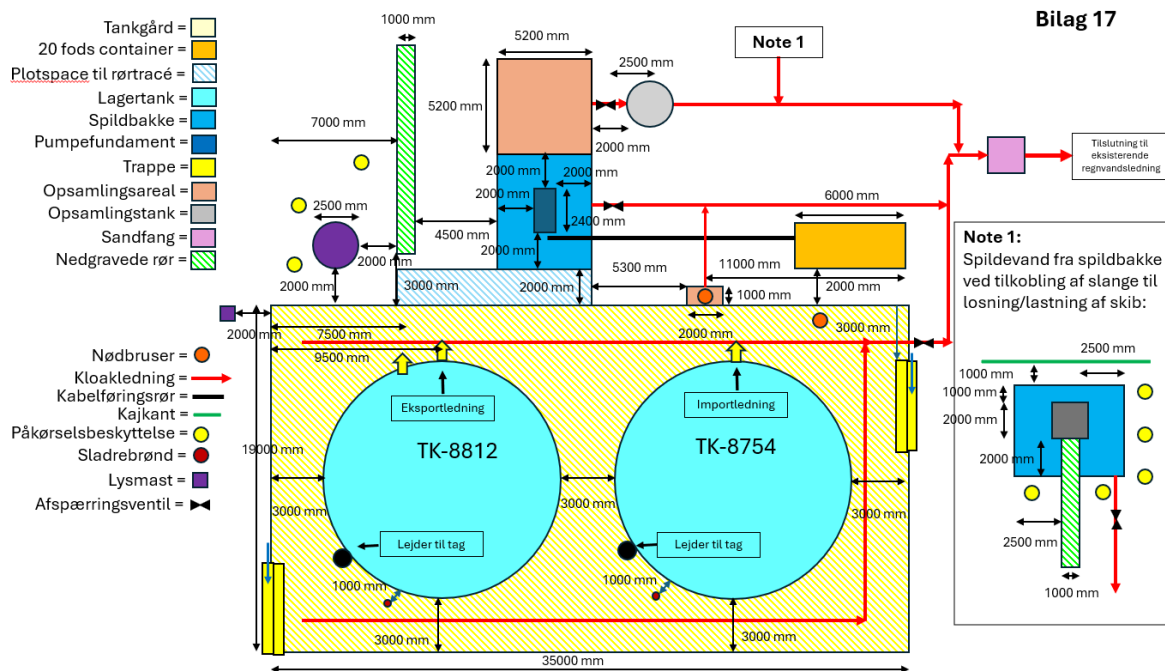 Bilag 17
Tankgård =
20 fods container =
Plotspace til rørtracé =
Lagertank =
Spildbakke =
Pumpefundament =
Trappe =
Opsamlingsareal =
Opsamlingstank =
Sandfang =
Nedgravede rør =
Nødbruser =
Kloakledning =
Kabelføringsrør =
Kajkant =
Påkørselsbeskyttelse =
Sladrebrønd =
Lysmast =
Afspærringsventil =
1000 mm
5200 mm
5200 mm
2500 mm
2000 mm
Note 1
7000 mm
2000 mm
2000 mm
2000 mm
2400 mm
2000 mm
2500 mm
2000 mm
4500 mm
2000 mm
3000 mm
2000 mm
5300 mm
6000 mm
11000 mm
2000 mm
1000 mm
2000 mm
3000 mm
Tilslutning til
eksisterende
regnvandsledning
2000 mm
7500 mm
9500 mm
Eksportledning
Importledning
TK-8812
TK-8754
19000 mm
3000 mm
3000 mm
3000 mm
Lejder til tag
Lejder til tag
1000 mm
1000 mm
3000 mm
3000 mm
35000 mm
Note 1:
Spildevand fra spildbakke
ved tilkobling af slange til
losning/lastning af skib:
2500 mm
1000 mm
1000 mm
2000 mm
2000 mm
2500 mm
1000 mm